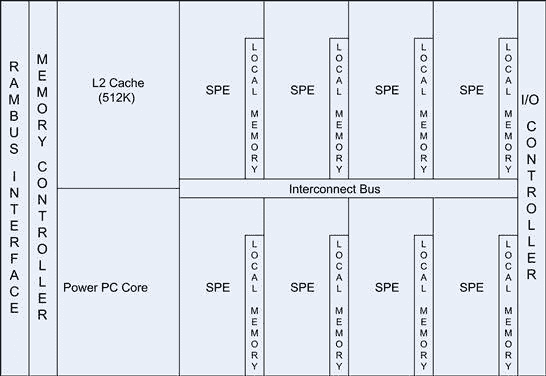 RAMBUS INTERFACE
MEMORY CONTROLLER
L2 Cache
(512K)
SPE
LOCAL MEMORY
SPE
LOCAL MEMORY
SPE
LOCAL MEMORY
SPE
LOCAL MEMORY
I/O CONTROLLER
Interconnect Bus
Power PC Core
SPE
LOCAL MEMORY
SPE
LOCAL MEMORY
SPE
LOCAL MEMORY
SPE
LOCAL MEMORY